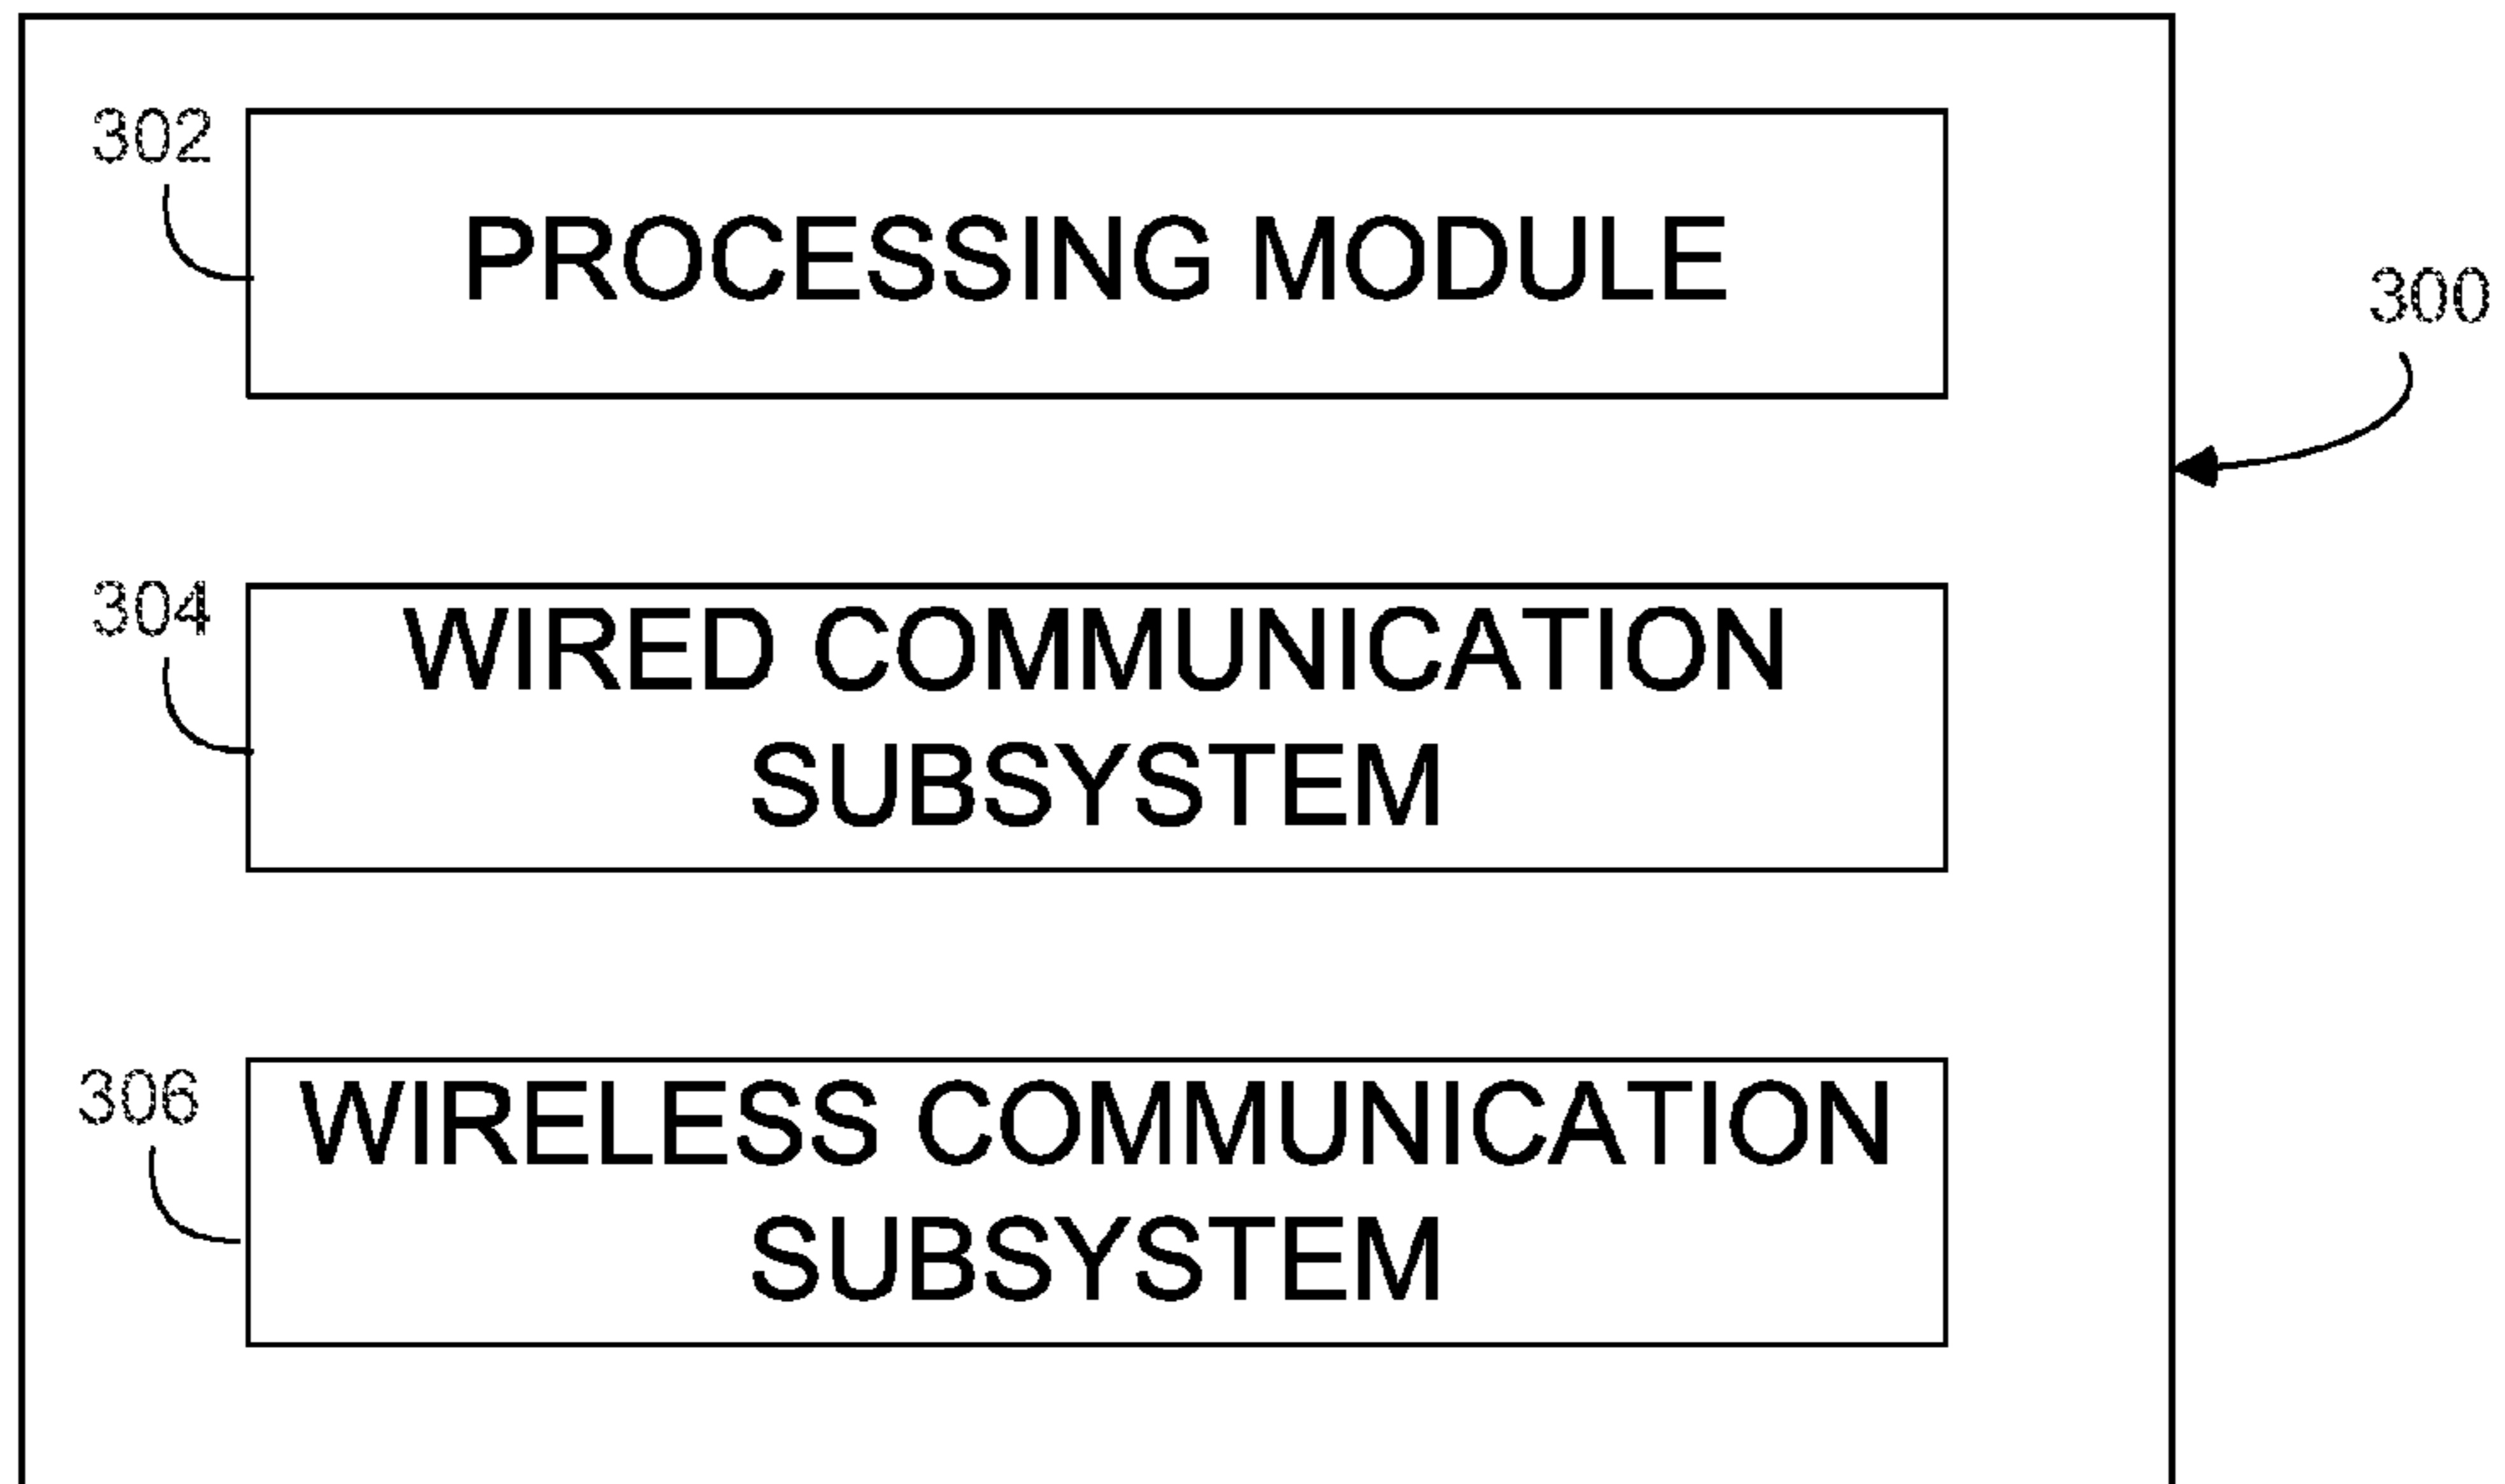 302
PROCESSING MODULE
300
304
WIRED COMMUNICATION
SUBSYSTEM
306
WIRELESS COMMUNICATION
SUBSYSTEM